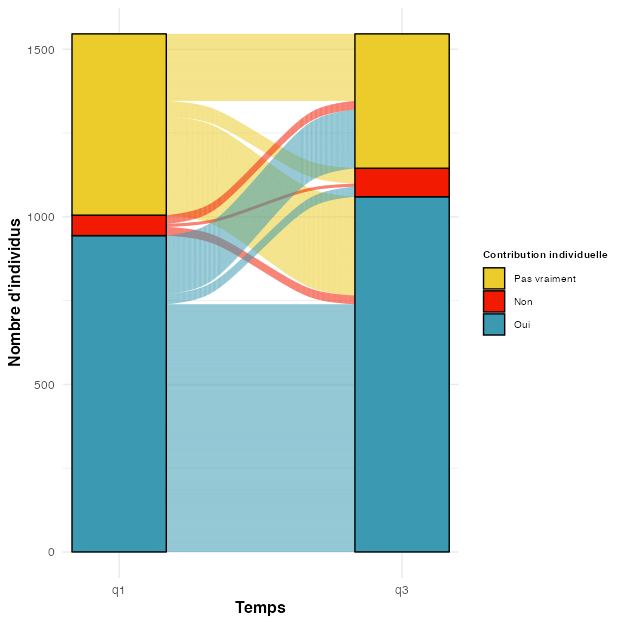 Nombre d'individus
1500
1000
500
0
q1
q3
Temps
Contribution individuelle
Pas vraiment
Non
Oui